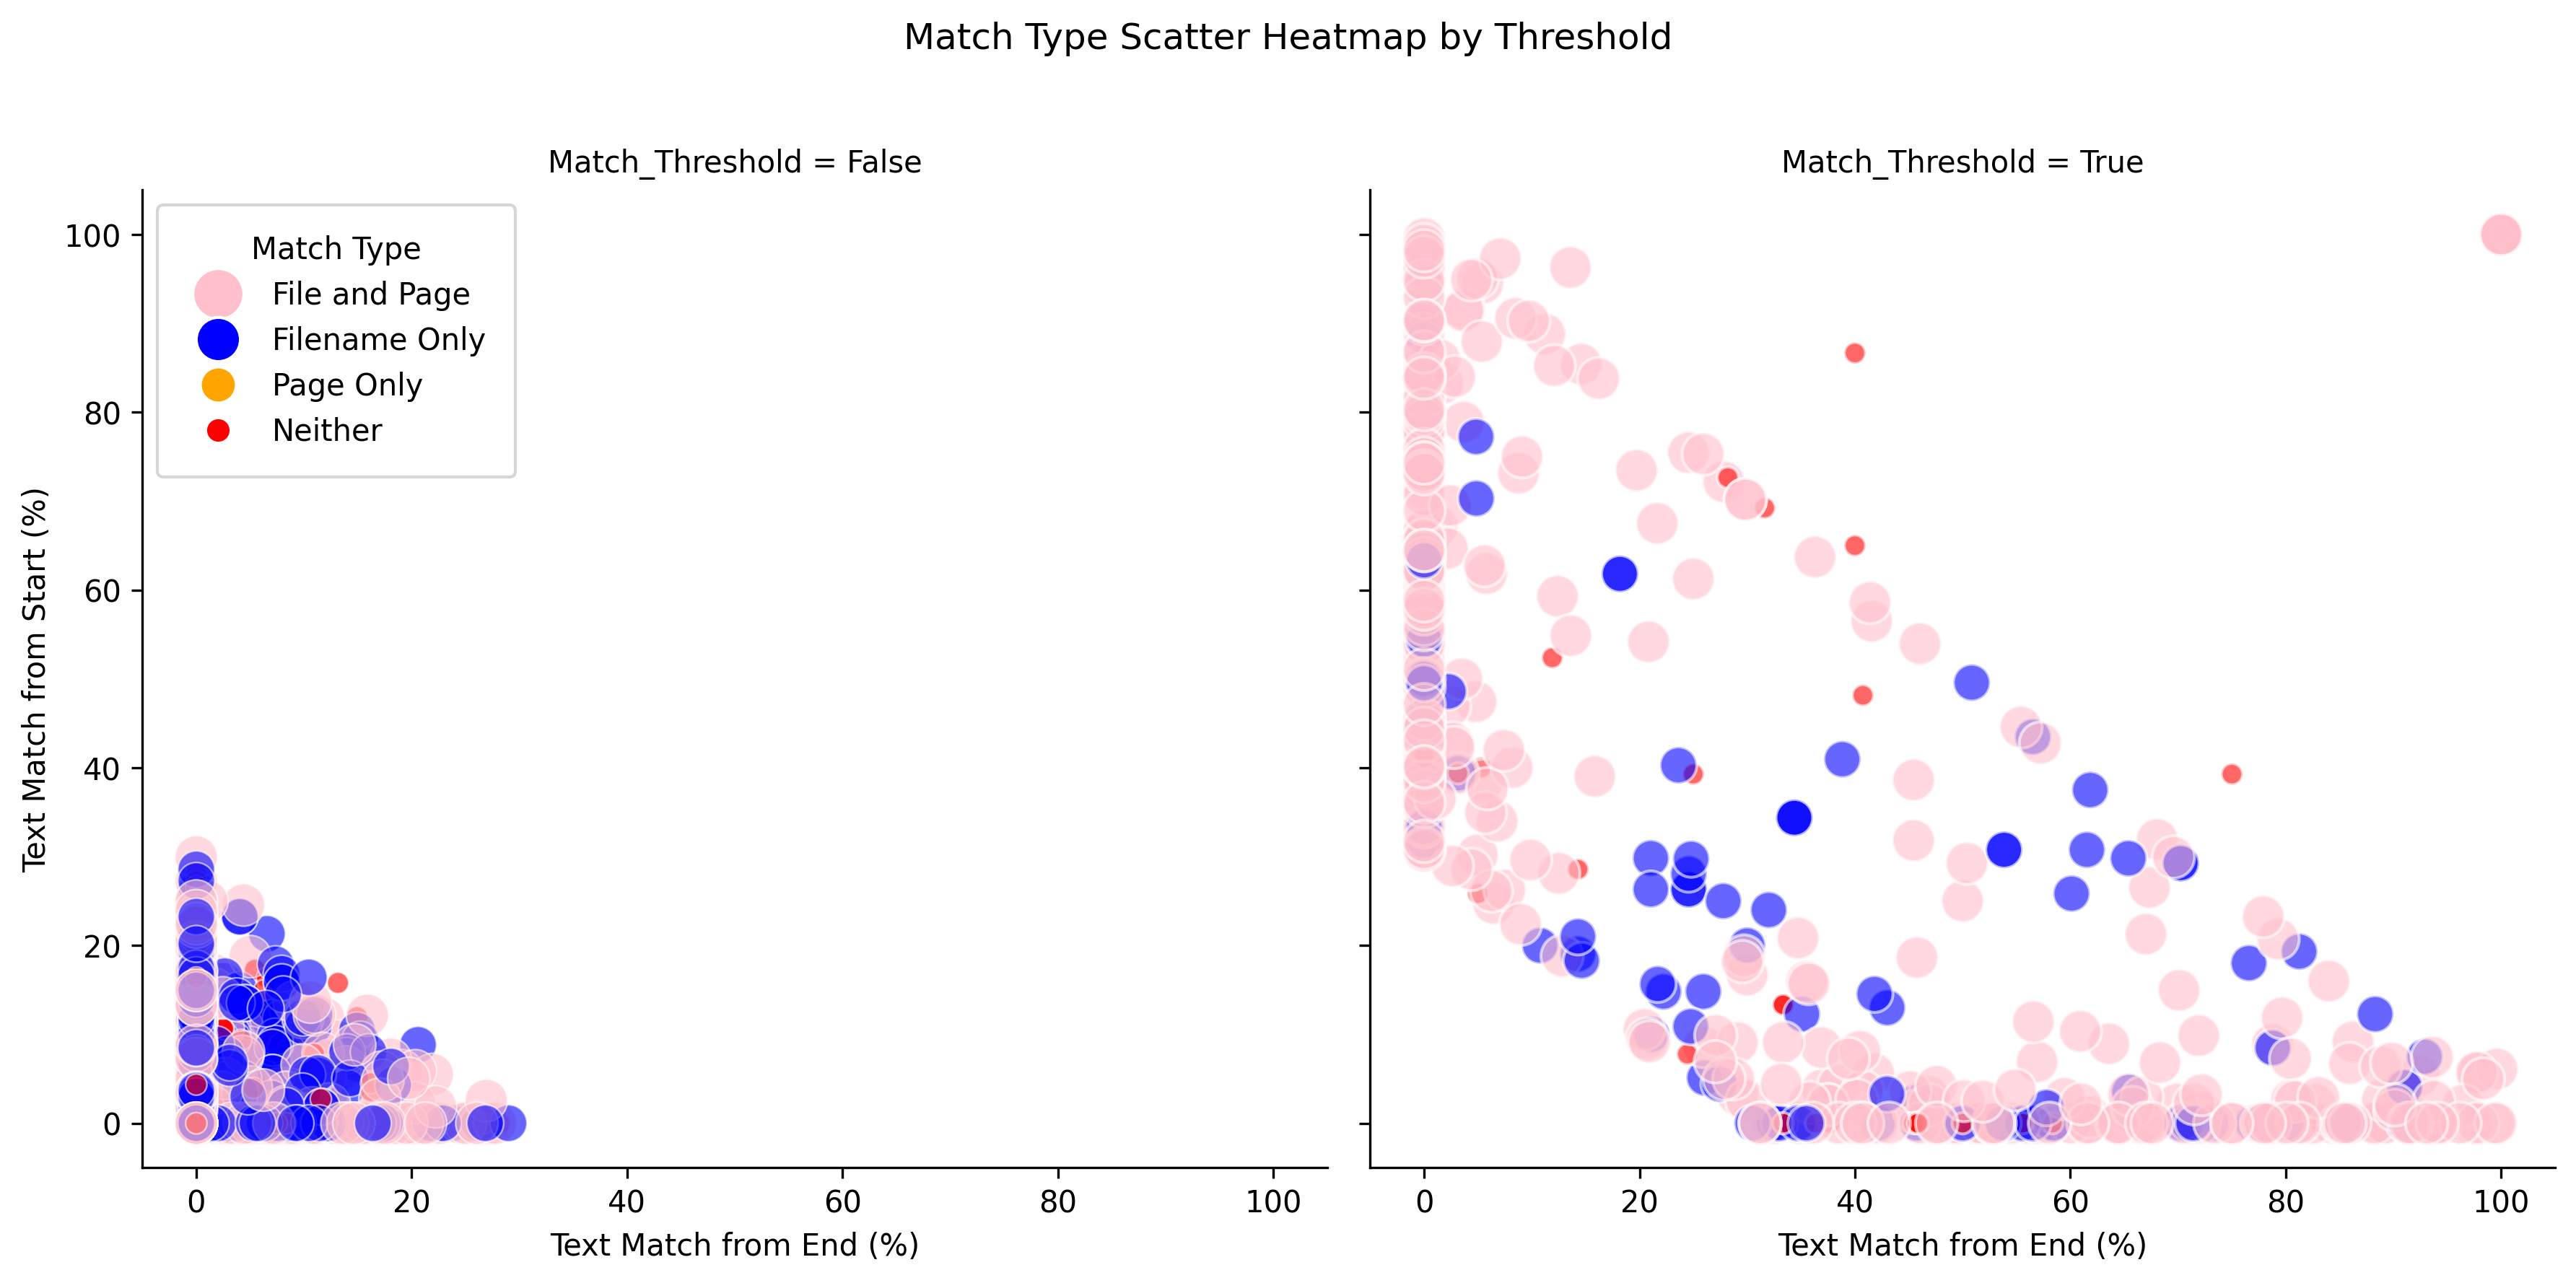 Match Type Scatter Heatmap by Threshold
Match_Threshold = False
Match_Threshold = True
Text Match from Start (%)
100
80
60
40
20
0
Match Type
File and Page
Filename Only
Page Only
Neither
0 20 40 60 80 100
0 20 40 60 80 100
Text Match from End (%)
Text Match from End (%)